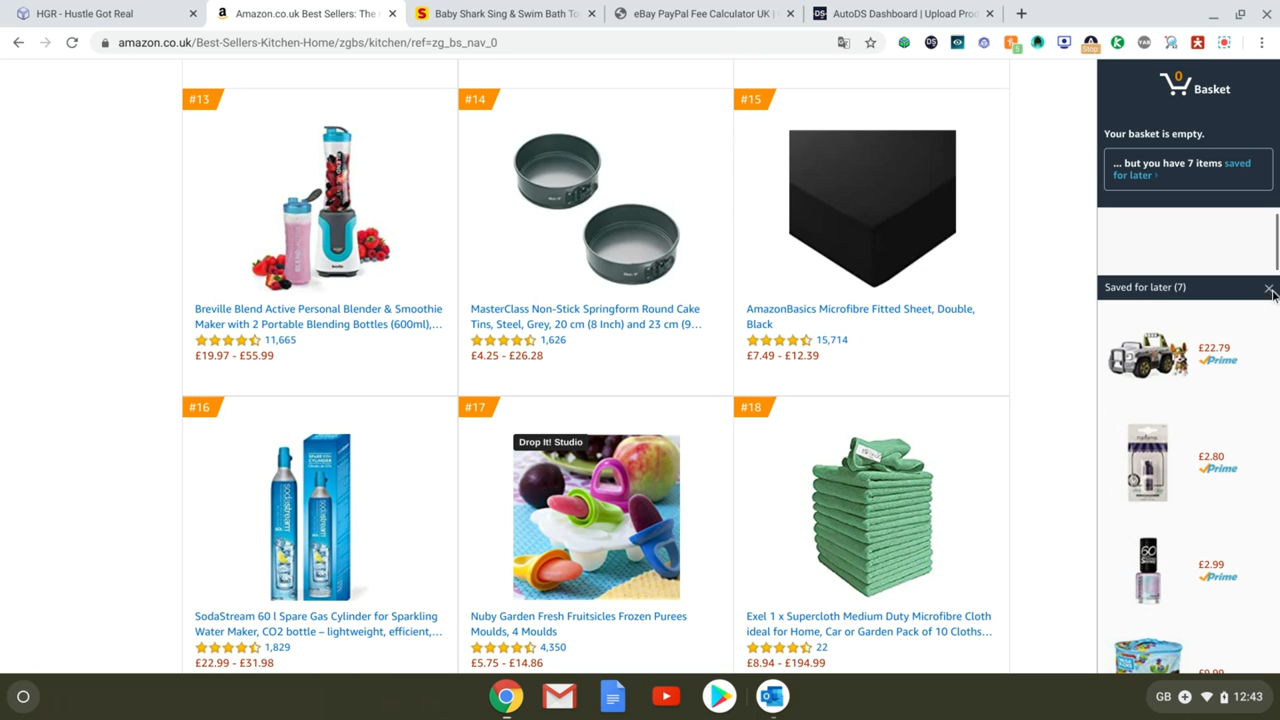 HGR - Hustle Got Real
Amazon.co.uk Best Sellers: The
Baby Shark Sing & Swim Bath To
eBay PayPal Fee Calculator UK |
AutoDS Dashboard | Upload Proc
amazon.co.uk/Best-Sellers-Kitchen-Home/zgbs/kitchen/ref=zg_bs_nav_0
Stop
0
Basket
Your basket is empty.
... but you have 7 items saved
for later ›
Saved for later (7)
£22.79
Prime
£2.80
Prime
£2.99
Prime
#13
Breville Blend Active Personal Blender & Smoothie
Maker with 2 Portable Blending Bottles (600ml),...
11,665
£19.97 - £55.99
#14
MasterClass Non-Stick Springform Round Cake
Tins, Steel, Grey, 20 cm (8 Inch) and 23 cm (9...
1,626
£4.25 - £26.28
#15
AmazonBasics Microfibre Fitted Sheet, Double,
Black
15,714
£7.49 - £12.39
#16
sodastream
SodaStream 60 l Spare Gas Cylinder for Sparkling
Water Maker, CO2 bottle – lightweight, efficient,...
1,829
£22.99 - £31.98
#17
Drop It! Studio
Nuby Garden Fresh Fruitsicles Frozen Purees
Moulds, 4 Moulds
4,350
£5.75 - £14.86
#18
Exel 1 x Supercloth Medium Duty Microfibre Cloth
ideal for Home, Car or Garden Pack of 10 Cloths...
22
£8.94 - £194.99
GB
12:43